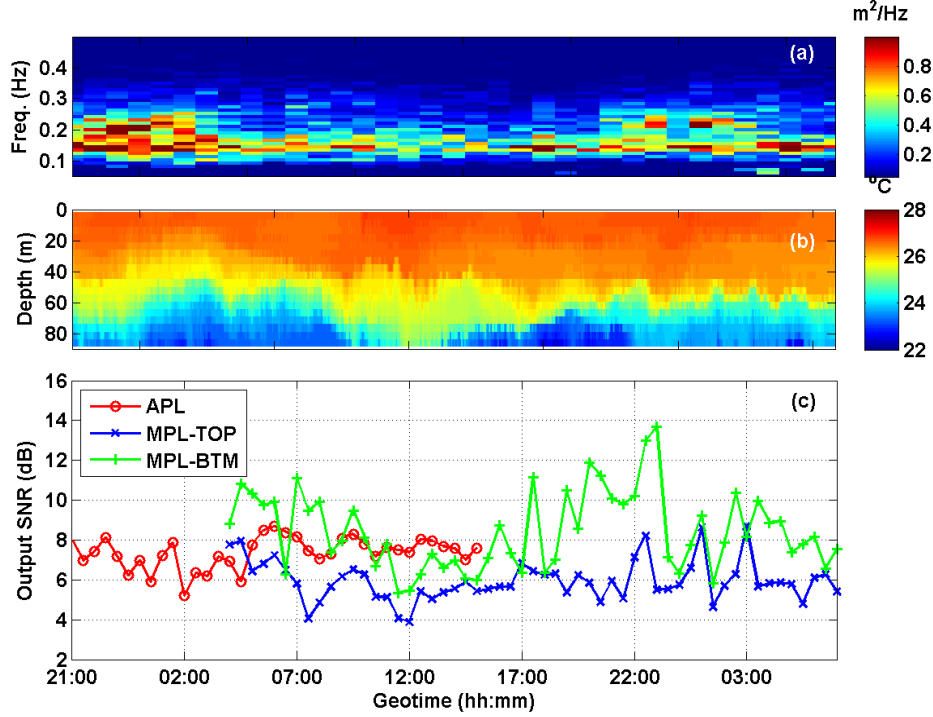 m²/Hz
(a)
Freq. (Hz)
0.4
0.3
0.2
0.1
0.8
0.6
0.4
0.2
°C
(b)
Depth (m)
0
20
40
60
80
28
26
24
22
(c)
Output SNR (dB)
16
14
12
10
8
6
4
2
APL
MPL-TOP
MPL-BTM
21:00 02:00 07:00 12:00 17:00 22:00 03:00
Geotime (hh:mm)